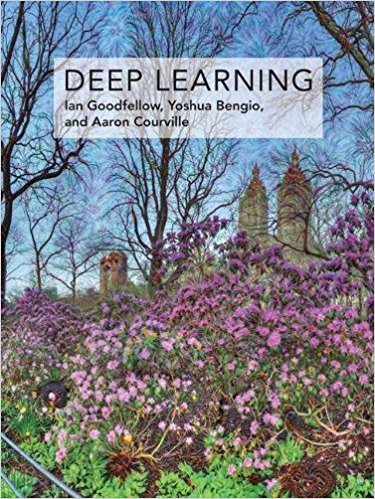 DEEP LEARNING
Ian Goodfellow, Yoshua Bengio,
and Aaron Courville